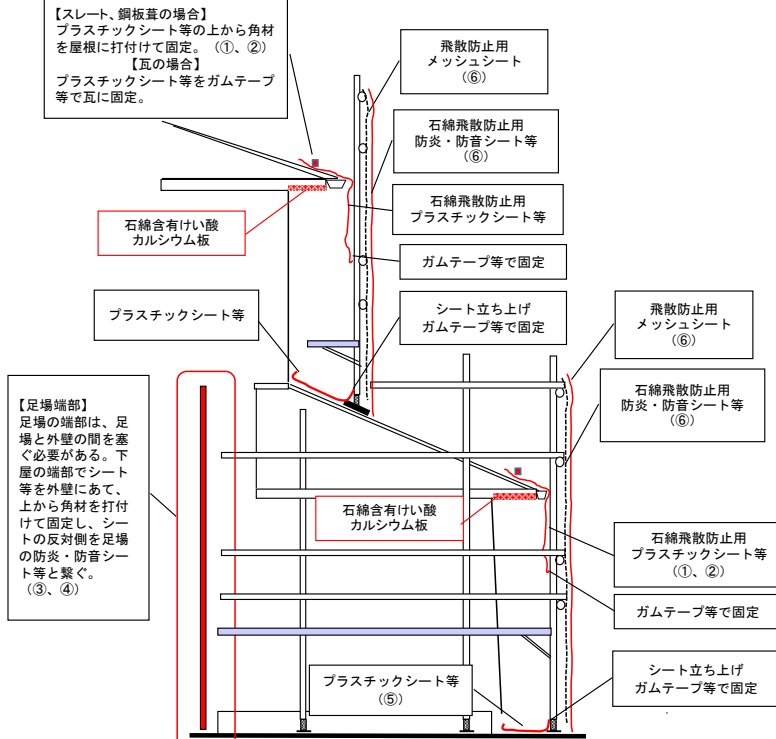 【スレート、鋼板葺の場合】
プラスチックシート等の上から角材
を屋根に打付けて固定。（①、②）
【瓦の場合】
プラスチックシート等をガムテープ
等で瓦に固定。
飛散防止用
メッシュシート
（⑥）
石綿飛散防止用
防炎・防音シート等
（⑥）
石綿飛散防止用
プラスチックシート等
石綿含有けい酸
カルシウム板
ガムテープ等で固定
プラスチックシート等
シート立ち上げ
ガムテープ等で固定
飛散防止用
メッシュシート
（⑥）
石綿飛散防止用
防炎・防音シート等
（⑥）
【足場端部】
足場の端部は、足
場と外壁の間を塞
ぐ必要がある。下
屋の端部でシート
等を外壁にあて、
上から角材を打付
けて固定し、シート
の反対側を足場
の防炎・防音シー
ト等と繋ぐ。
（③、④）
石綿含有けい酸
カルシウム板
石綿飛散防止用
プラスチックシート等
（①、②）
ガムテープ等で固定
プラスチックシート等
（⑤）
シート立ち上げ
ガムテープ等で固定